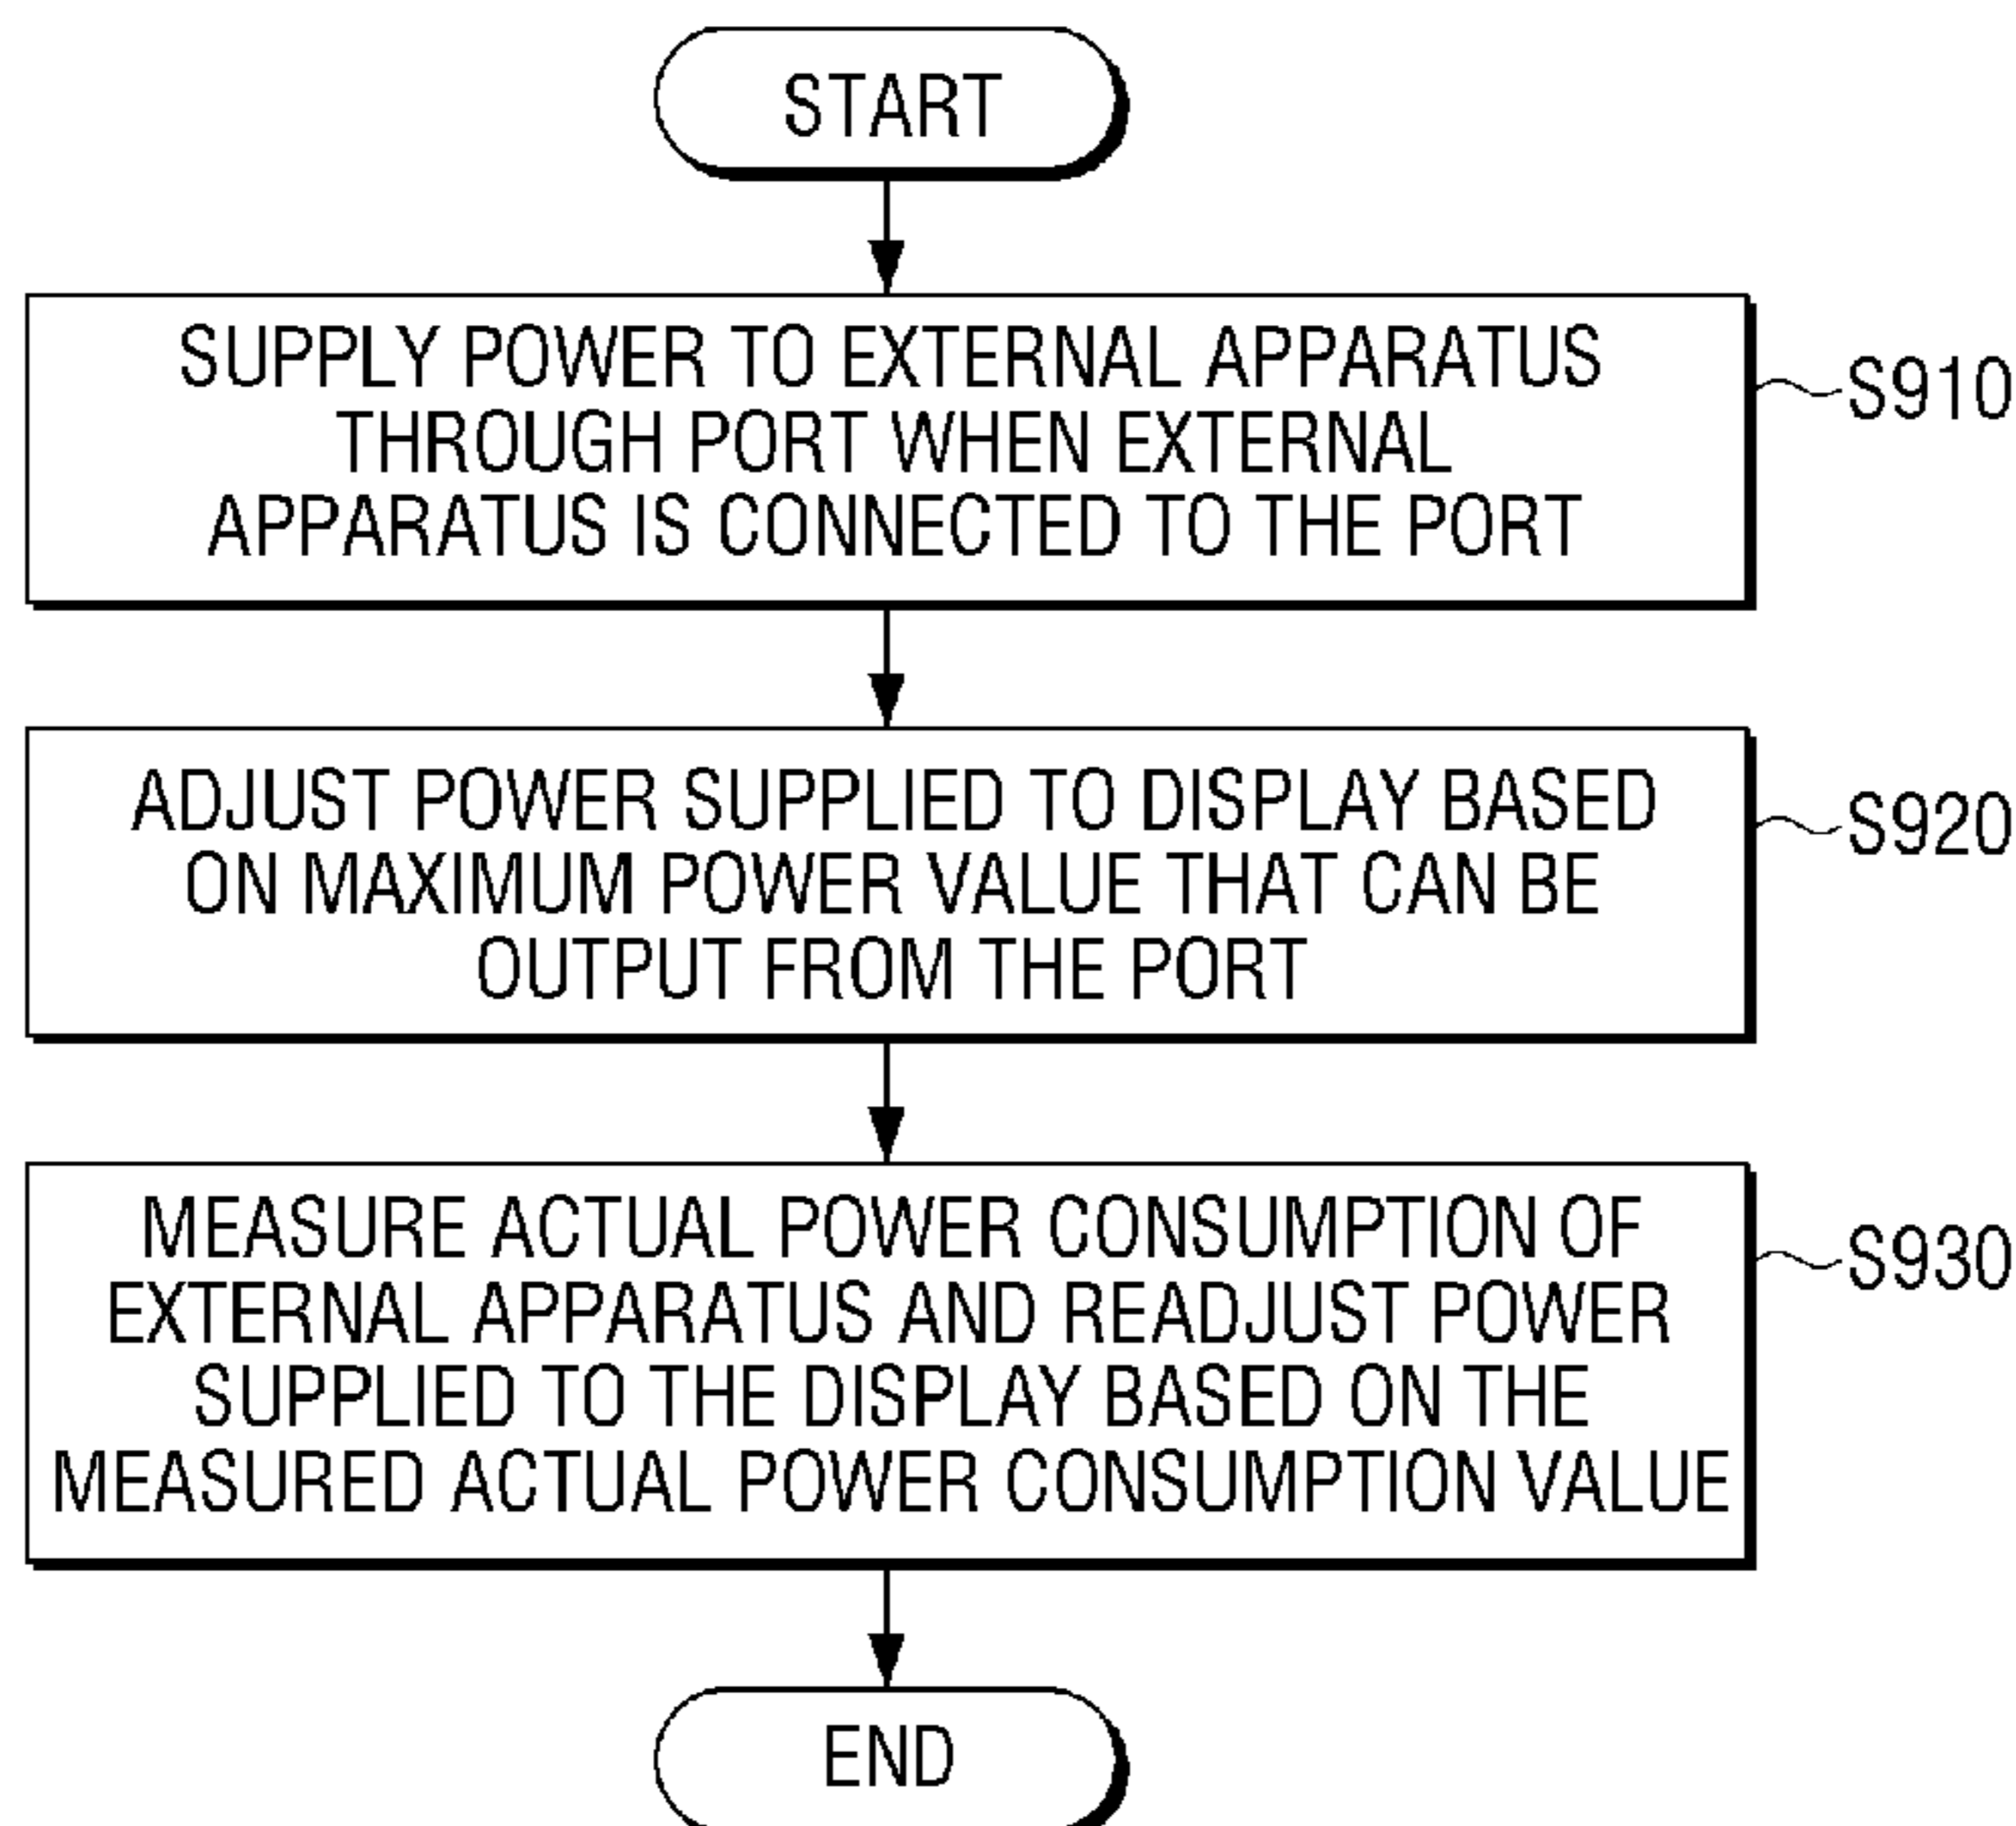 START
SUPPLY POWER TO EXTERNAL APPARATUS
THROUGH PORT WHEN EXTERNAL
APPARATUS IS CONNECTED TO THE PORT
S910
ADJUST POWER SUPPLIED TO DISPLAY BASED
ON MAXIMUM POWER VALUE THAT CAN BE
OUTPUT FROM THE PORT
S920
MEASURE ACTUAL POWER CONSUMPTION OF
EXTERNAL APPARATUS AND READJUST POWER
SUPPLIED TO THE DISPLAY BASED ON THE
MEASURED ACTUAL POWER CONSUMPTION VALUE
S930
END